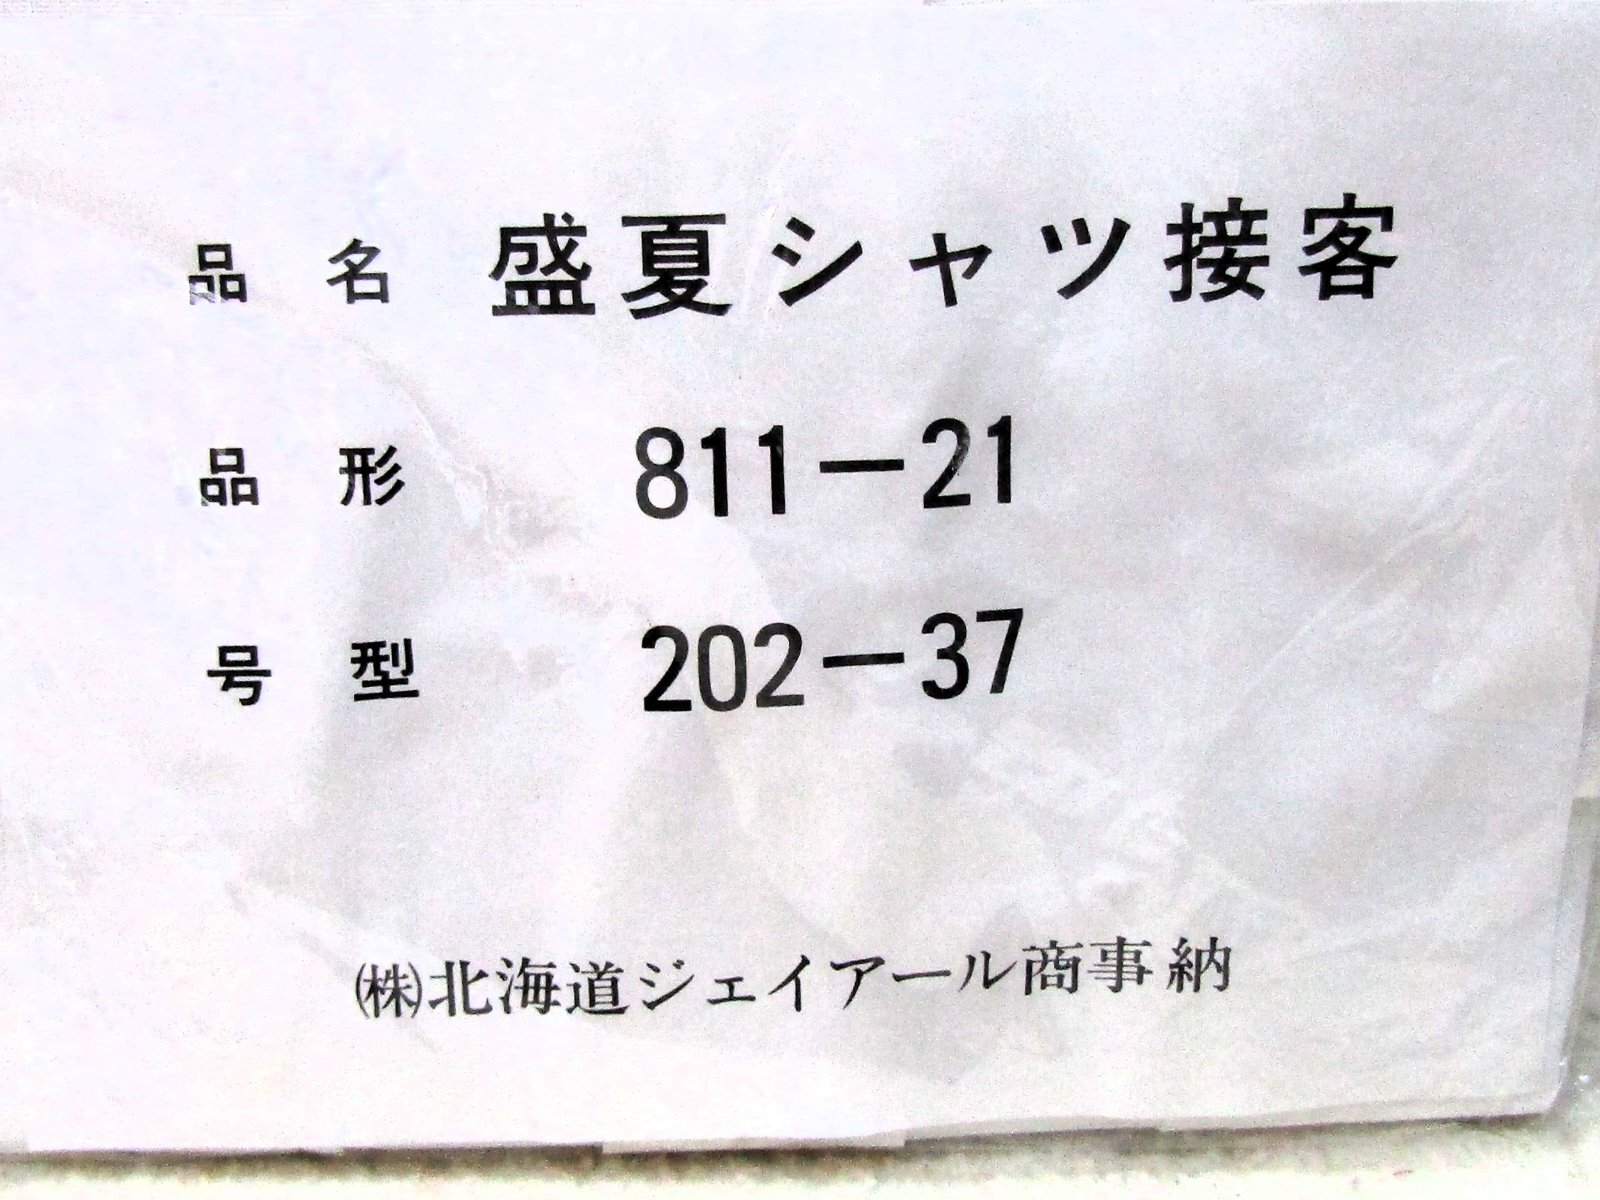 品名 盛夏シャツ接客
品形 811-21
号型 202-37
㈱北海道ジェイアール商事納